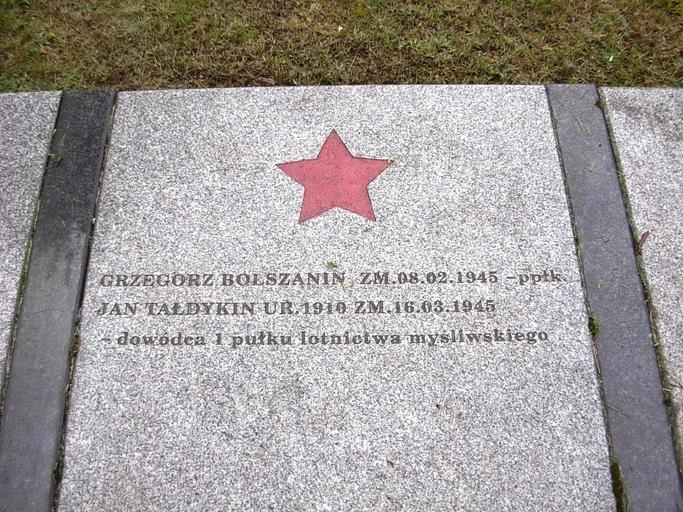 GRZEGORZ BOLSZANIN ZM.08.02.1945 –ppłk.
JAN TAŁDYKIN UR.1910 ZM.16.03.1945
– dowódca 1 pułku lotnictwa mysliwskiego